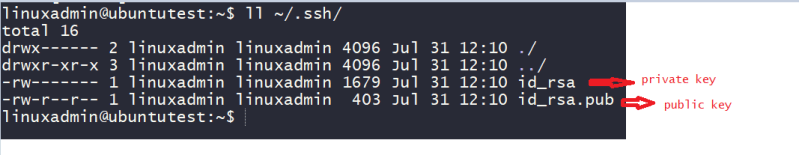 linuxadmin@ubuntutest:~$ ll ~/.ssh/
total 16
drwx------ 2 linuxadmin linuxadmin 4096 Jul 31 12:10 ./
drwxr-xr-x 3 linuxadmin linuxadmin 4096 Jul 31 12:10 ../
-rw------- 1 linuxadmin linuxadmin 1679 Jul 31 12:10 id_rsa private key
-rw-r--r-- 1 linuxadmin linuxadmin  403 Jul 31 12:10 id_rsa.pub public key
linuxadmin@ubuntutest:~$